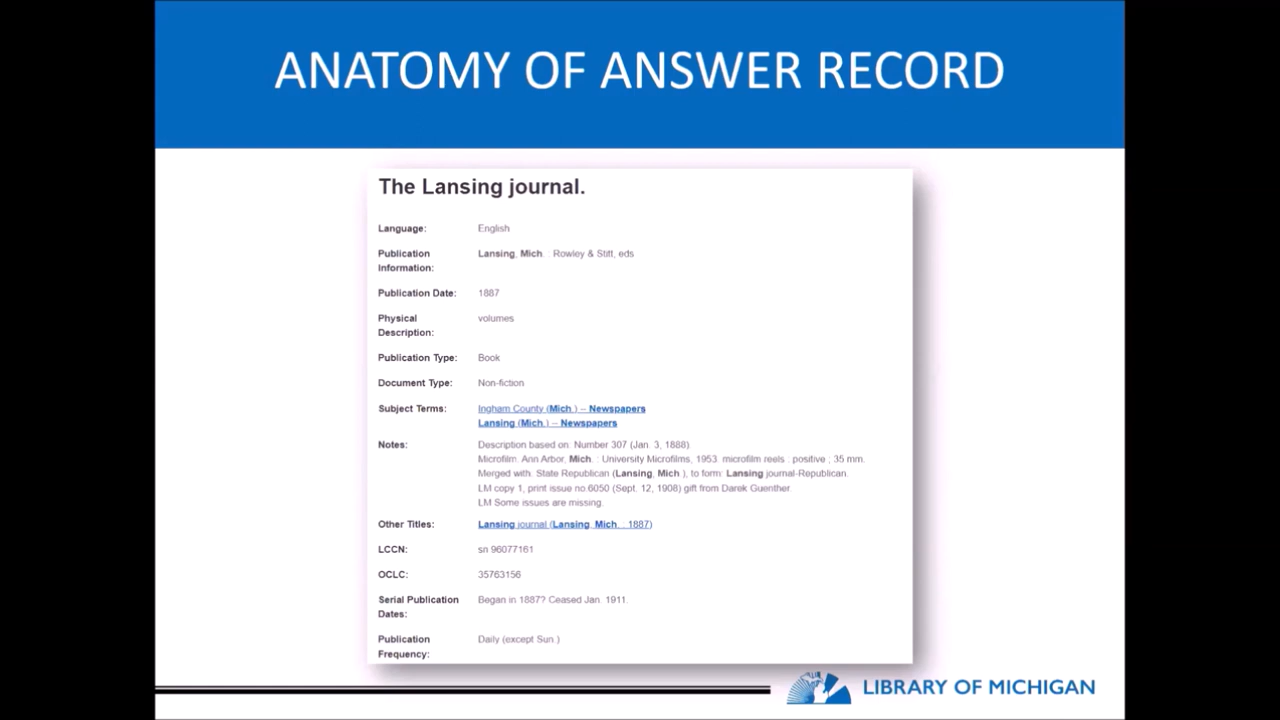 ANATOMY OF ANSWER RECORD
The Lansing journal.
Language: English
Publication Information: Lansing, Mich. : Rowley & Stitt, eds
Publication Date: 1887
Physical Description: volumes
Publication Type: Book
Document Type: Non-fiction
Subject Terms: Ingham County (Mich.) -- Newspapers
Lansing (Mich.) -- Newspapers
Notes: Description based on: Number 307 (Jan. 3, 1888).
Microfilm. Ann Arbor, Mich. : University Microfilms, 1953. microfilm reels : positive ; 35 mm.
Merged with: State Republican (Lansing, Mich.), to form: Lansing journal-Republican.
LM copy 1, print issue no.6050 (Sept. 12, 1908) gift from Darek Guenther.
LM Some issues are missing.
Other Titles: Lansing journal (Lansing, Mich. : 1887)
LCCN: sn 96077161
OCLC: 35763156
Serial Publication Dates: Began in 1887? Ceased Jan. 1911.
Publication Frequency: Daily (except Sun.)
LIBRARY OF MICHIGAN